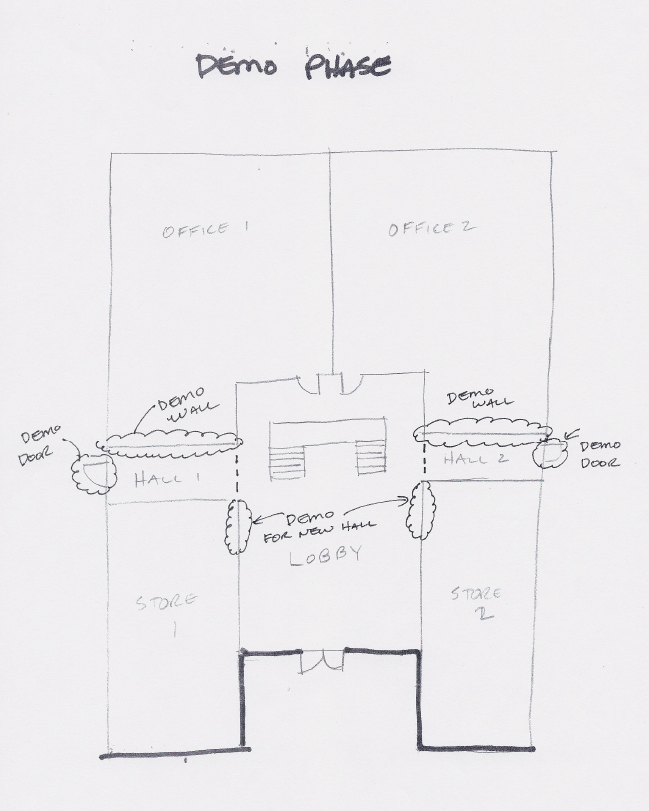 DEMO PHASE
OFFICE 1
OFFICE 2
DEMO
WALL
DEMO
WALL
DEMO
DOOR
DEMO
DOOR
HALL 1
HALL 2
DEMO
FOR NEW HALL
LOBBY
STORE
1
STORE
2